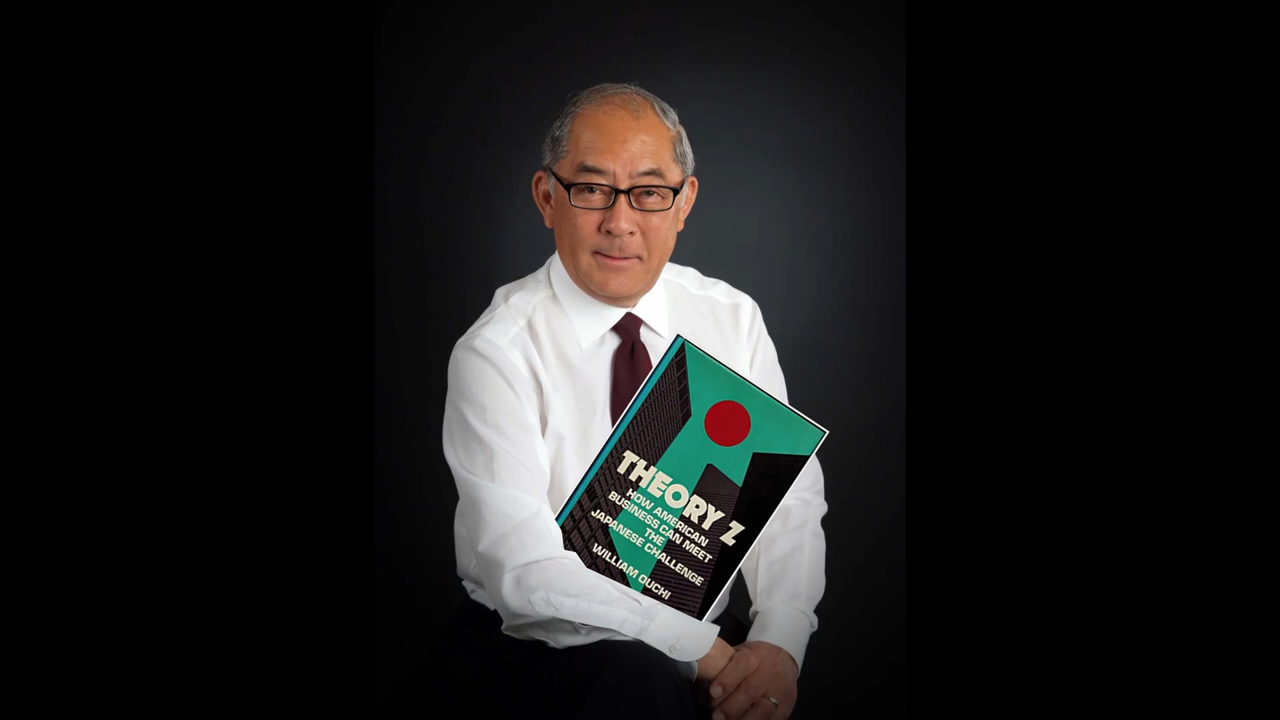 THEORY Z
HOW AMERICAN
BUSINESS CAN MEET
THE
JAPANESE CHALLENGE
WILLIAM OUCHI